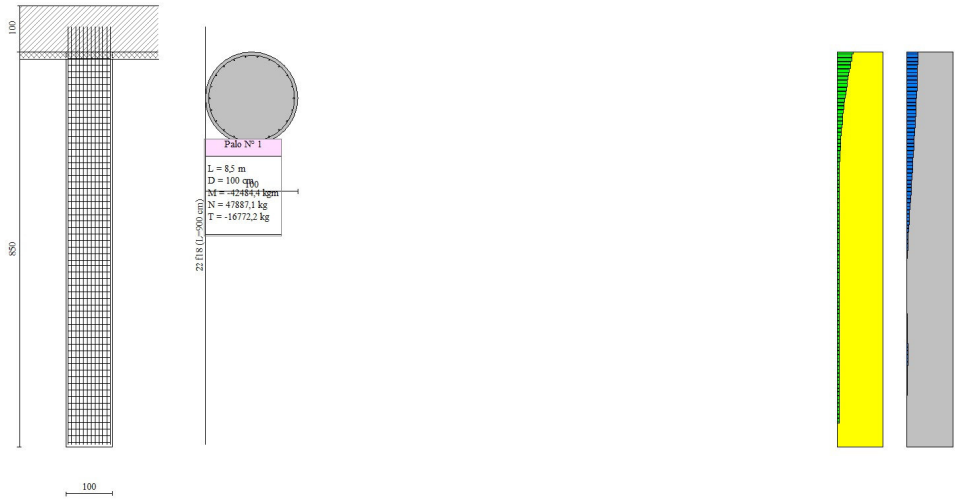 100
850
100
22 f18 (L=900 cm)
Palo N° 1
L = 8,5 m
D = 100 cm
100
M = -42484,4 kgm
N = 47887,1 kg
T = -16772,2 kg